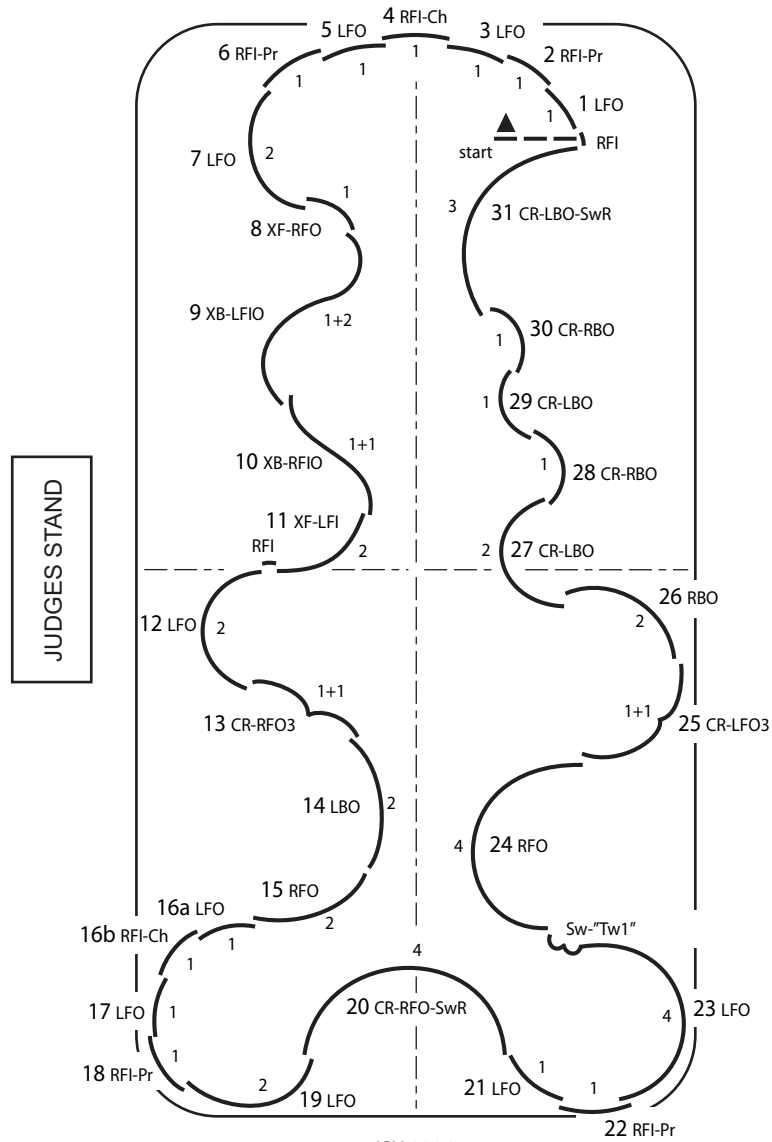 4 RFI-Ch
5 LFO
3 LFO
6 RFI-Pr
2 RFI-Pr
1
1
1
1
1
1 LFO
1
start
RFI
7 LFO
2
1
3
31 CR-LBO-SwR
8 XF-RFO
9 XB-LFIO
1+2
30 CR-RBO
1
1
29 CR-LBO
10 XB-RFIO
1+1
1
28 CR-RBO
11 XF-LFI
RFI
2
2
27 CR-LBO
JUDGES STAND
12 LFO
2
26 RBO
2
1+1
13 CR-RFO3
1+1
25 CR-LFO3
14 LBO
2
4
24 RFO
15 RFO
2
16a LFO
1
16b RFI-Ch
1
Sw-"Tw1"
4
20 CR-RFO-SwR
17 LFO
1
4
23 LFO
1
18 RFI-Pr
2
19 LFO
21 LFO
1
1
22 RFI-Pr